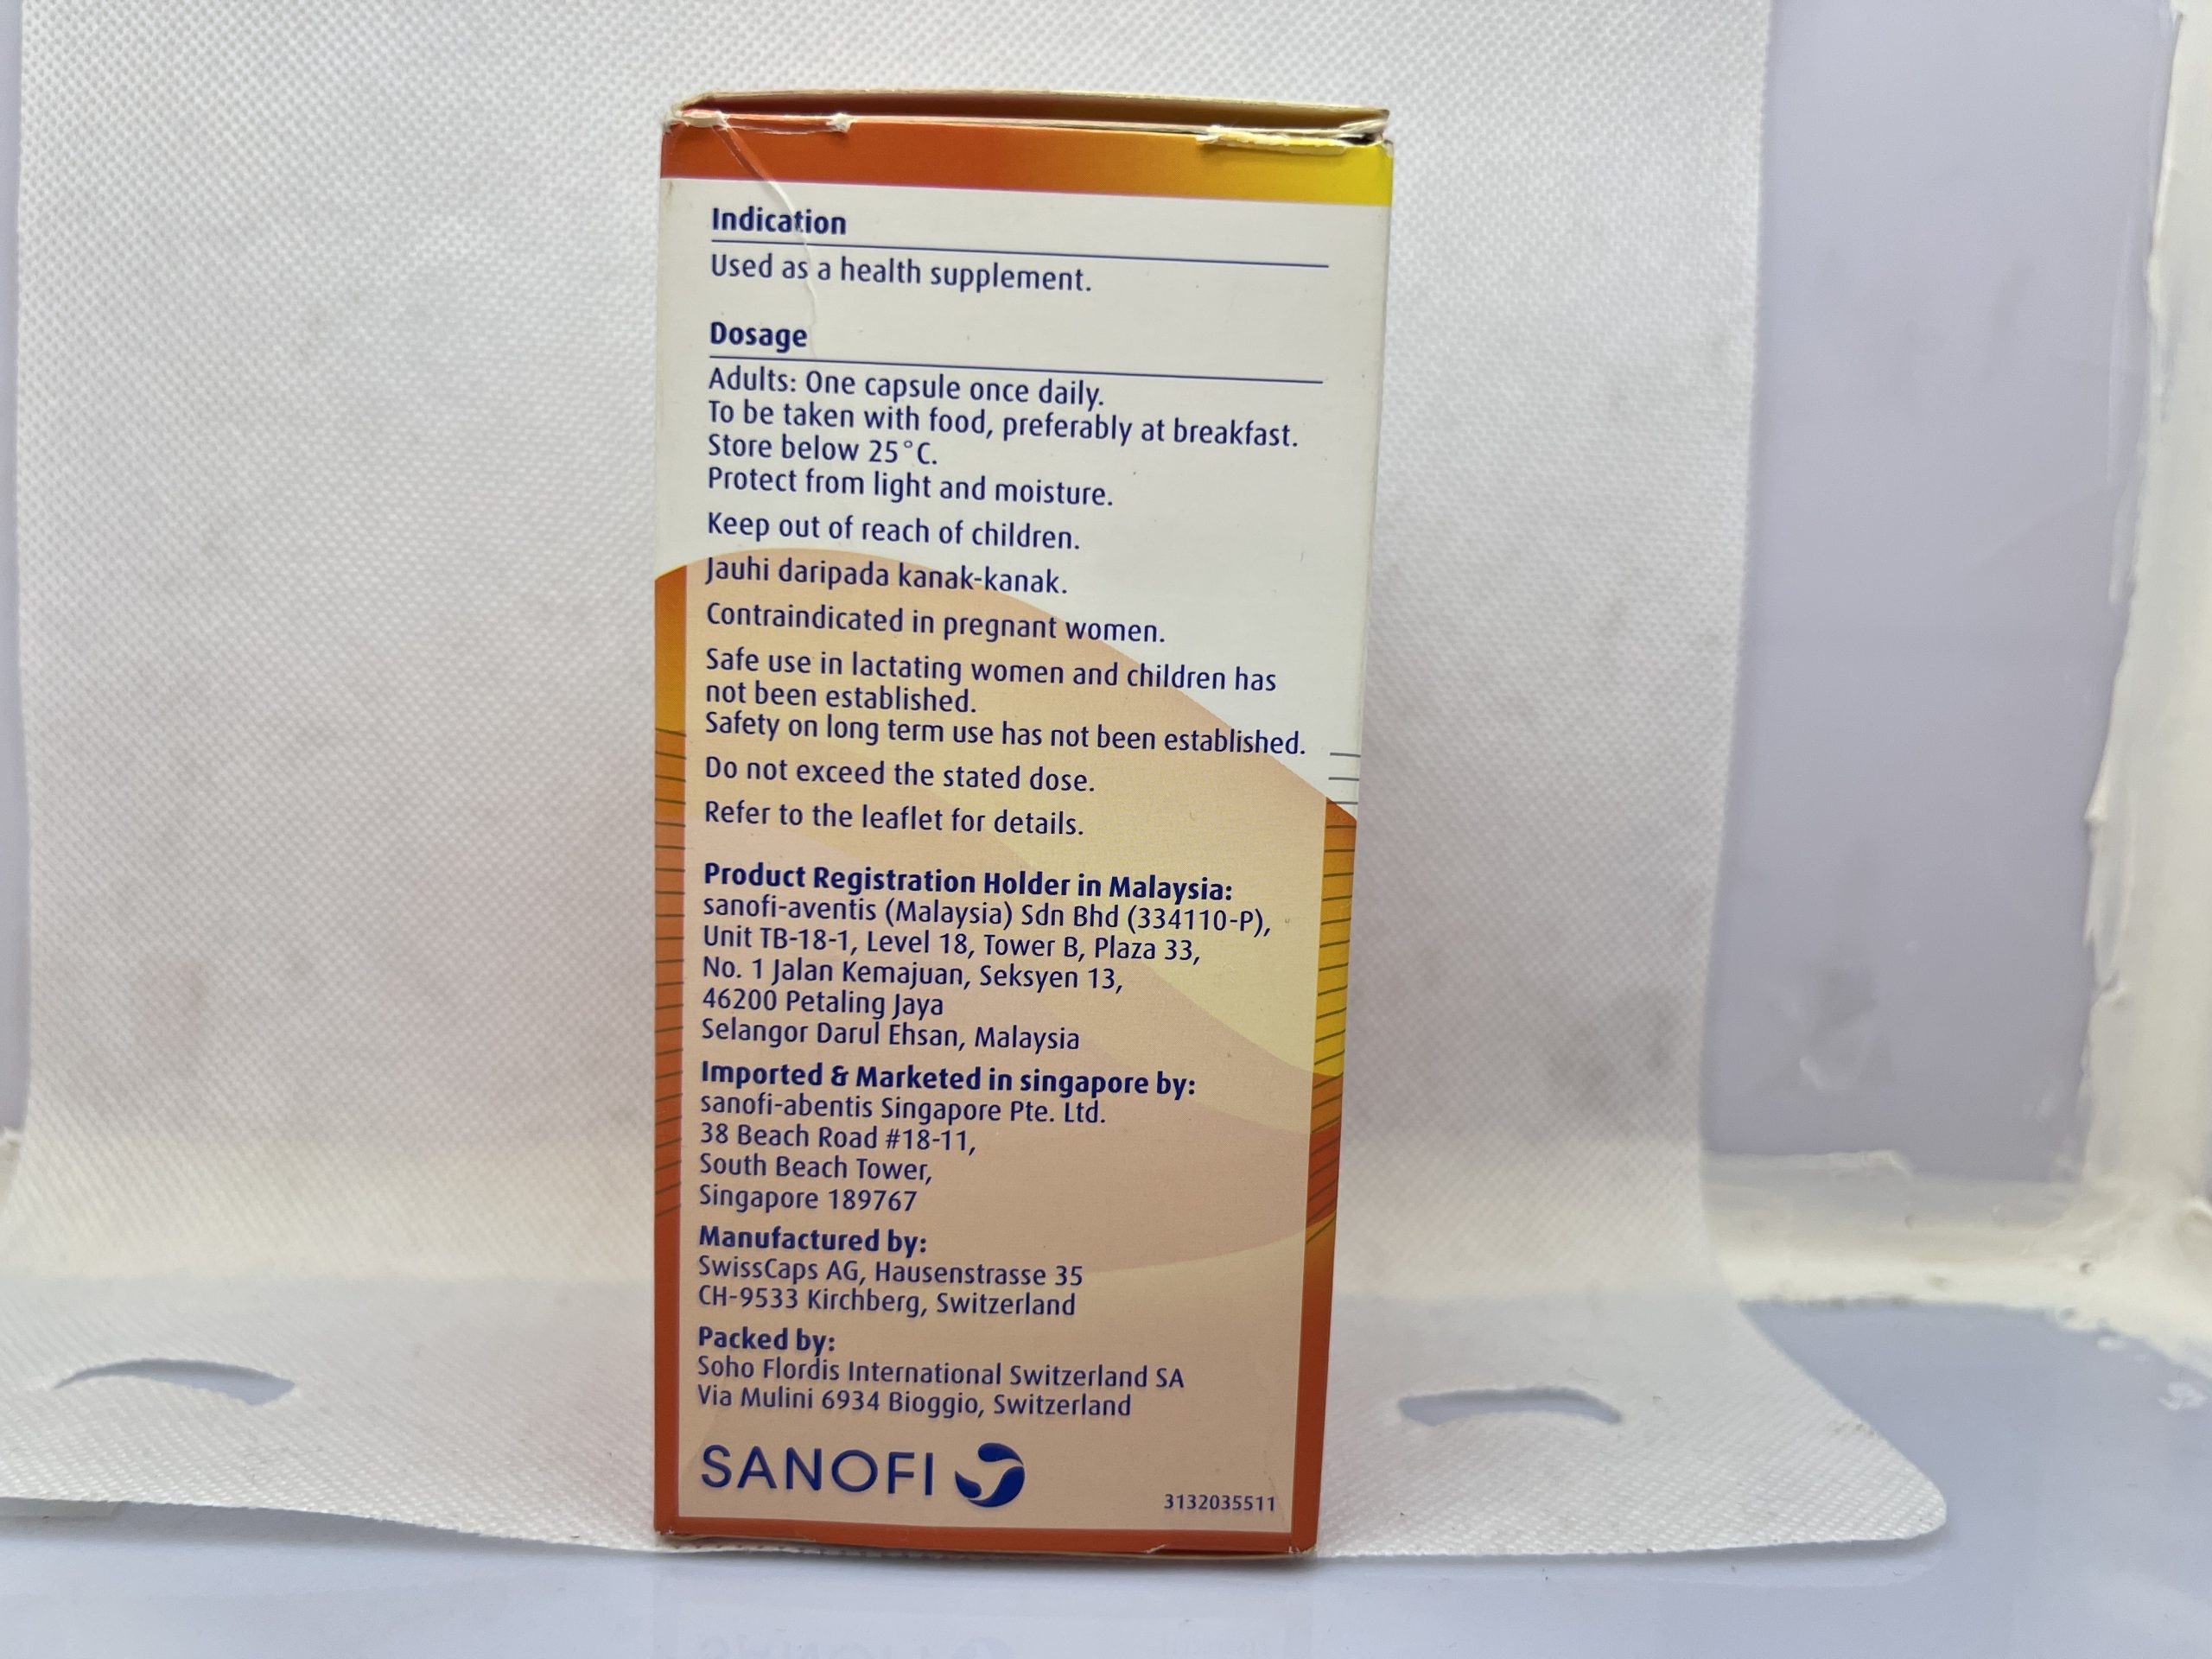 Indication
Used as a health supplement.
Dosage
Adults: One capsule once daily.
To be taken with food, preferably at breakfast.
Store below 25°C.
Protect from light and moisture.
Keep out of reach of children.
Jauhi daripada kanak-kanak.
Contraindicated in pregnant women.
Safe use in lactating women and children has
not been established.
Safety on long term use has not been established.
Do not exceed the stated dose.
Refer to the leaflet for details.
Product Registration Holder in Malaysia:
sanofi-aventis (Malaysia) Sdn Bhd (334110-P),
Unit TB-18-1, Level 18, Tower B, Plaza 33,
No. 1 Jalan Kemajuan, Seksyen 13,
46200 Petaling Jaya
Selangor Darul Ehsan, Malaysia
Imported & Marketed in singapore by:
sanofi-abentis Singapore Pte. Ltd.
38 Beach Road #18-11,
South Beach Tower,
Singapore 189767
Manufactured by:
SwissCaps AG, Hausenstrasse 35
CH-9533 Kirchberg, Switzerland
Packed by:
Soho Flordis International Switzerland SA
Via Mulini 6934 Bioggio, Switzerland
SANOFI
3132035511